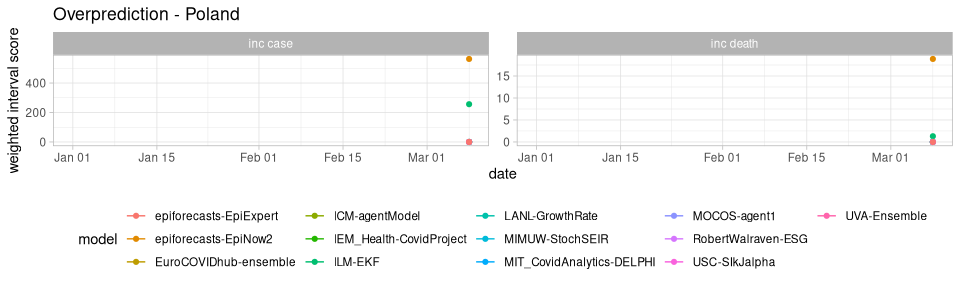 Overprediction - Poland
inc case
inc death
weighted interval score
400
200
0
15
10
5
0
Jan 01 Jan 15 Feb 01 Feb 15 Mar 01
Jan 01 Jan 15 Feb 01 Feb 15 Mar 01
date
model
epiforecasts-EpiExpert ICM-agentModel LANL-GrowthRate MOCOS-agent1 UVA-Ensemble
epiforecasts-EpiNow2 IEM_Health-CovidProject MIMUW-StochSEIR RobertWalraven-ESG
EuroCOVIDhub-ensemble ILM-EKF MIT_CovidAnalytics-DELPHI USC-SIkJalpha